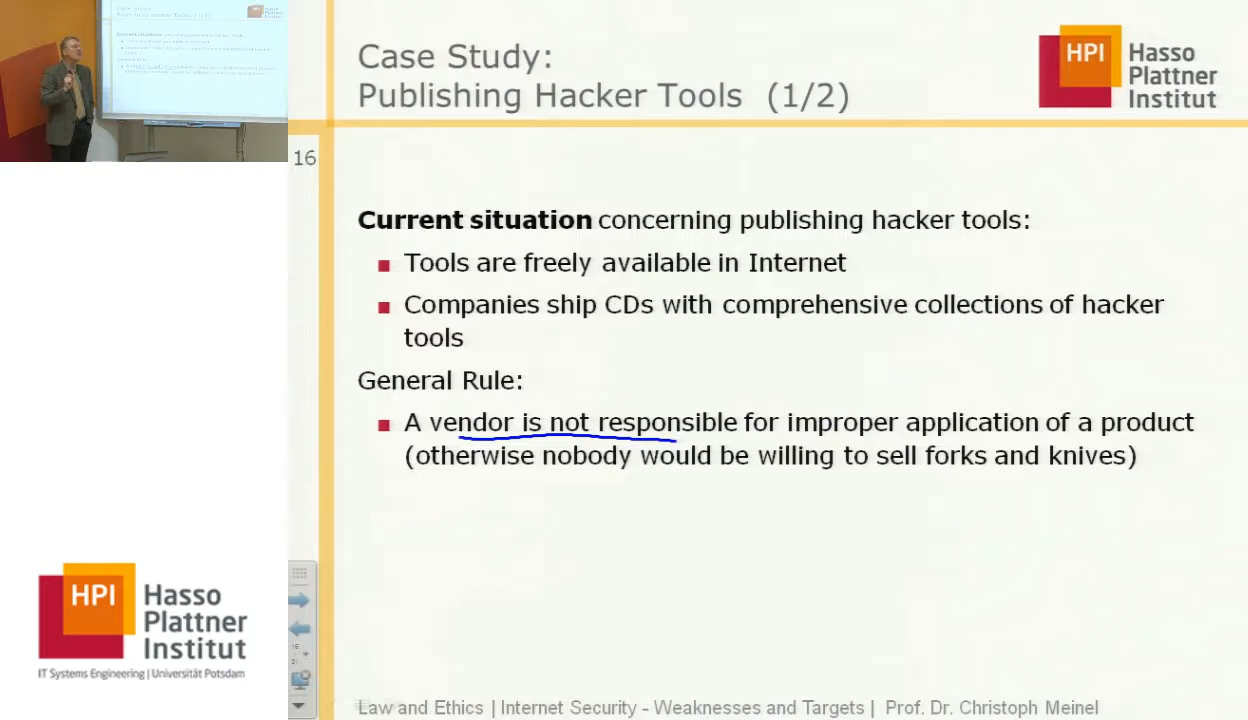 Case Study:
Publishing Hacker Tools (1/2)
HPI Hasso
Plattner
Institut
16
Current situation concerning publishing hacker tools:
Tools are freely available in Internet
Companies ship CDs with comprehensive collections of hacker
tools
General Rule:
A vendor is not responsible for improper application of a product
(otherwise nobody would be willing to sell forks and knives)
HPI Hasso
Plattner
Institut
IT Systems Engineering | Universität Potsdam
Law and Ethics | Internet Security - Weaknesses and Targets | Prof. Dr. Christoph Meinel